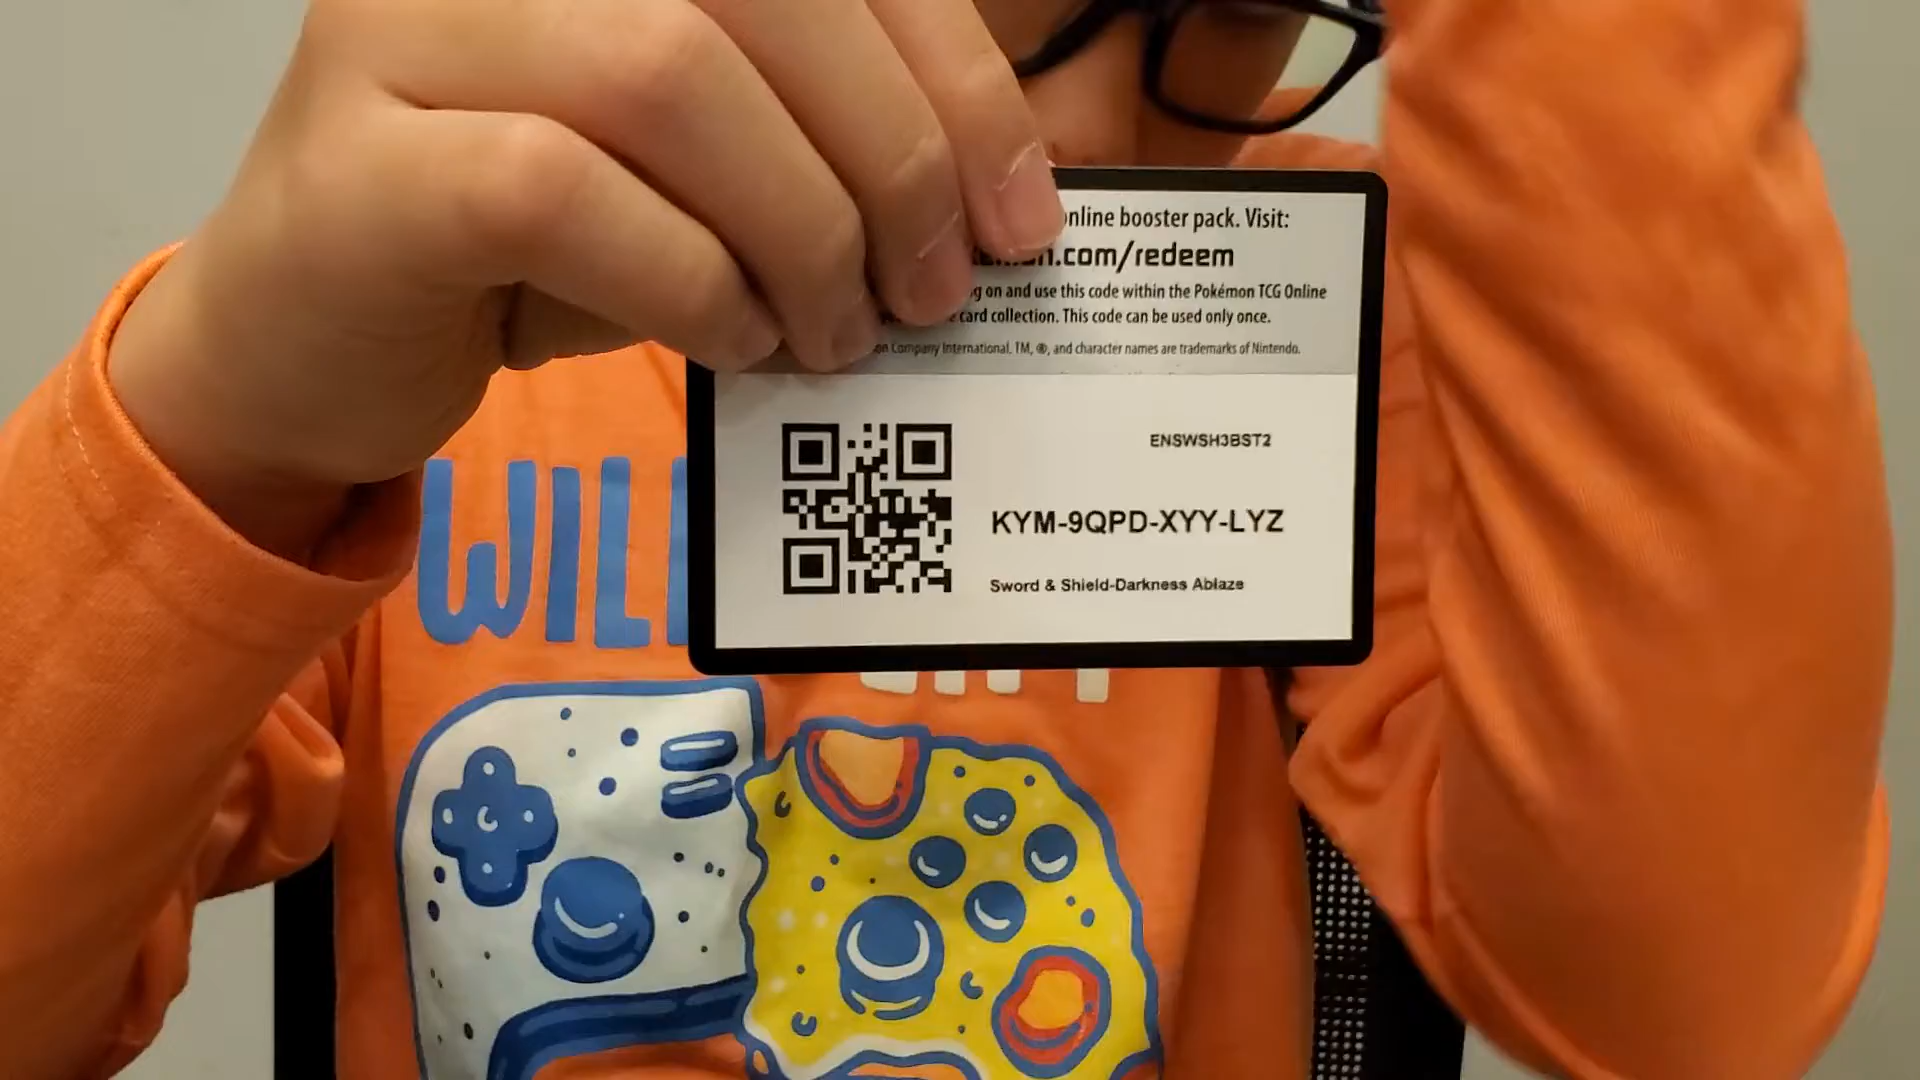 online booster pack. Visit:
.com/redeem
on and use this code within the Pokémon TCG Online
card collection. This code can be used only once.
Company International. TM, ®, and character names are trademarks of Nintendo.
ENSWSH3BST2
KYM-9QPD-XYY-LYZ
Sword & Shield-Darkness Ablaze
WILL